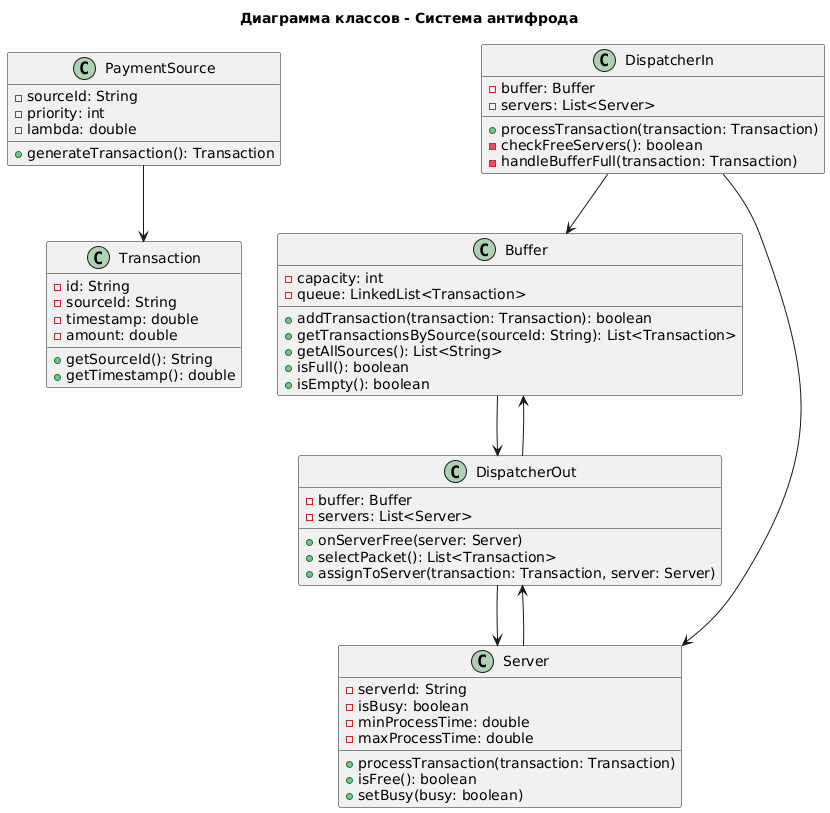 Диаграмма классов - Система антифрода
C PaymentSource
sourceId: String
priority: int
lambda: double
generateTransaction(): Transaction
C DispatcherIn
buffer: Buffer
servers: List<Server>
processTransaction(transaction: Transaction)
checkFreeServers(): boolean
handleBufferFull(transaction: Transaction)
C Transaction
id: String
sourceId: String
timestamp: double
amount: double
getSourceId(): String
getTimestamp(): double
C Buffer
capacity: int
queue: LinkedList<Transaction>
addTransaction(transaction: Transaction): boolean
getTransactionsBySource(sourceId: String): List<Transaction>
getAllSources(): List<String>
isFull(): boolean
isEmpty(): boolean
C DispatcherOut
buffer: Buffer
servers: List<Server>
onServerFree(server: Server)
selectPacket(): List<Transaction>
assignToServer(transaction: Transaction, server: Server)
C Server
serverId: String
isBusy: boolean
minProcessTime: double
maxProcessTime: double
processTransaction(transaction: Transaction)
isFree(): boolean
setBusy(busy: boolean)